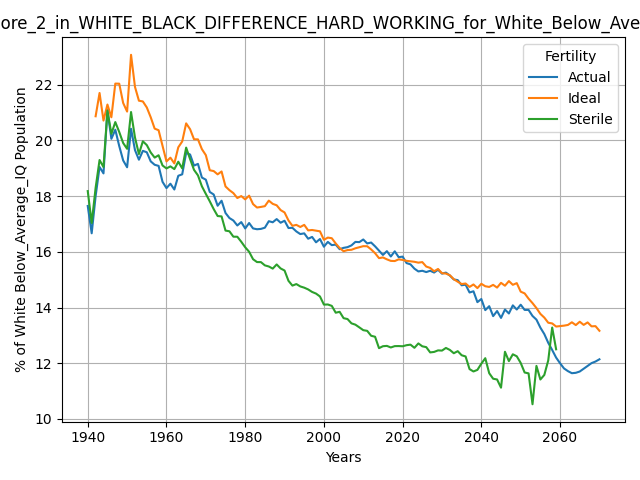 ore_2_in_WHITE_BLACK_DIFFERENCE_HARD_WORKING_for_White_Below_Ave
% of White Below_Average_IQ Population
22
20
18
16
14
12
10
1940 1960 1980 2000 2020 2040 2060
Years
Fertility
Actual
Ideal
Sterile